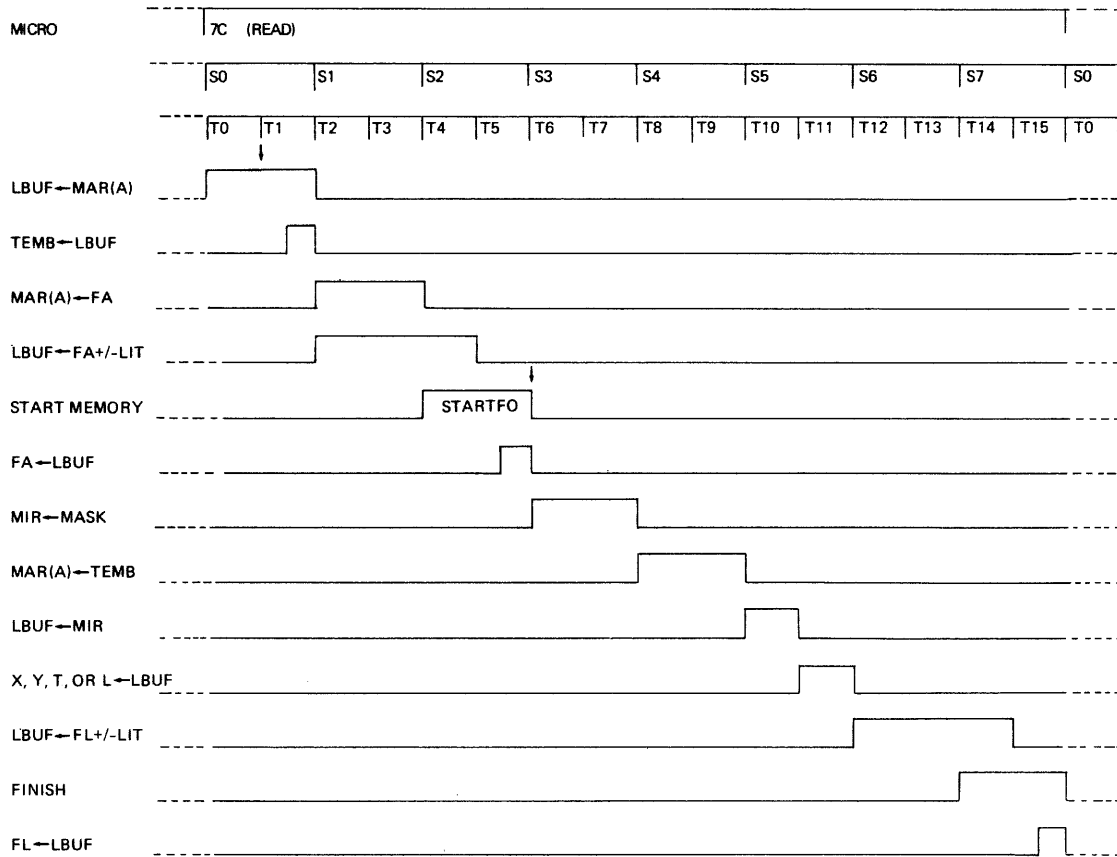 MICRO 7C (READ)
S0 S1 S2 S3 S4 S5 S6 S7 S0
T0 T1 T2 T3 T4 T5 T6 T7 T8 T9 T10 T11 T12 T13 T14 T15 T0
LBUF←MAR(A)
TEMB←LBUF
MAR(A)←FA
LBUF←FA+/-LIT
START MEMORY STARTFO
FA←LBUF
MIR←MASK
MAR(A)←TEMB
LBUF←MIR
X, Y, T, OR L←LBUF
LBUF←FL+/-LIT
FINISH
FL←LBUF